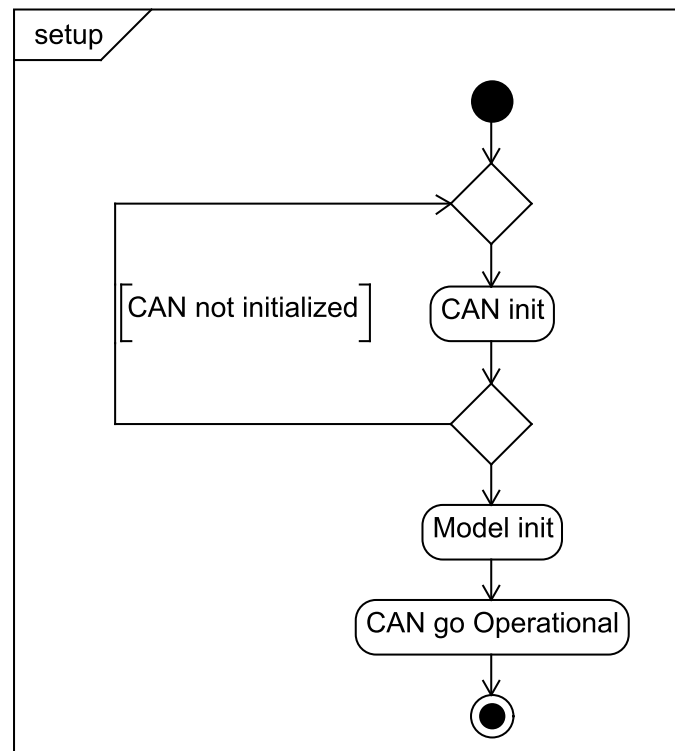 setup
CAN not initialized
CAN init
Model init
CAN go Operational